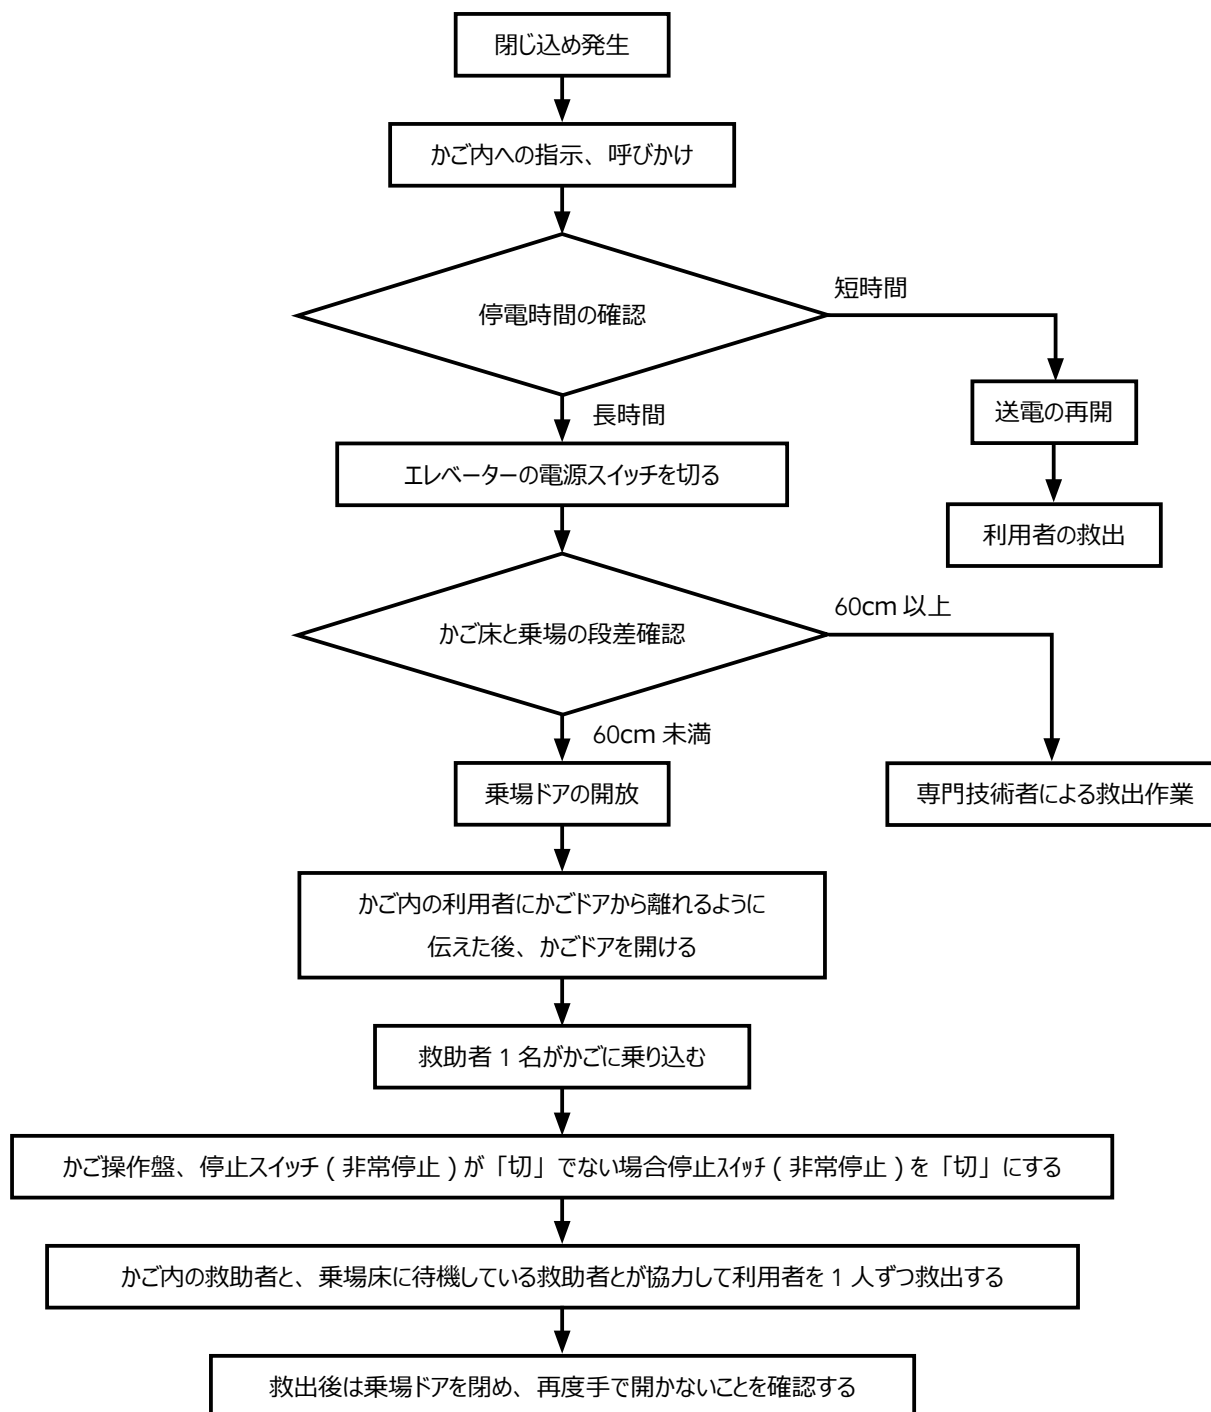 閉じ込め発生
かご内への指示、呼びかけ
停電時間の確認
短時間
送電の再開
利用者の救出
長時間
エレベーターの電源スイッチを切る
かご床と乗場の段差確認
60cm 以上
専門技術者による救出作業
60cm 未満
乗場ドアの開放
かご内の利用者にかごドアから離れるように
伝えた後、かごドアを開ける
救助者 1 名がかごに乗り込む
かご操作盤、停止スイッチ ( 非常停止 ) が「切」でない場合停止ｽｲｯﾁ ( 非常停止 ) を「切」にする
かご内の救助者と、乗場床に待機している救助者とが協力して利用者を 1 人ずつ救出する
救出後は乗場ドアを閉め、再度手で開かないことを確認する